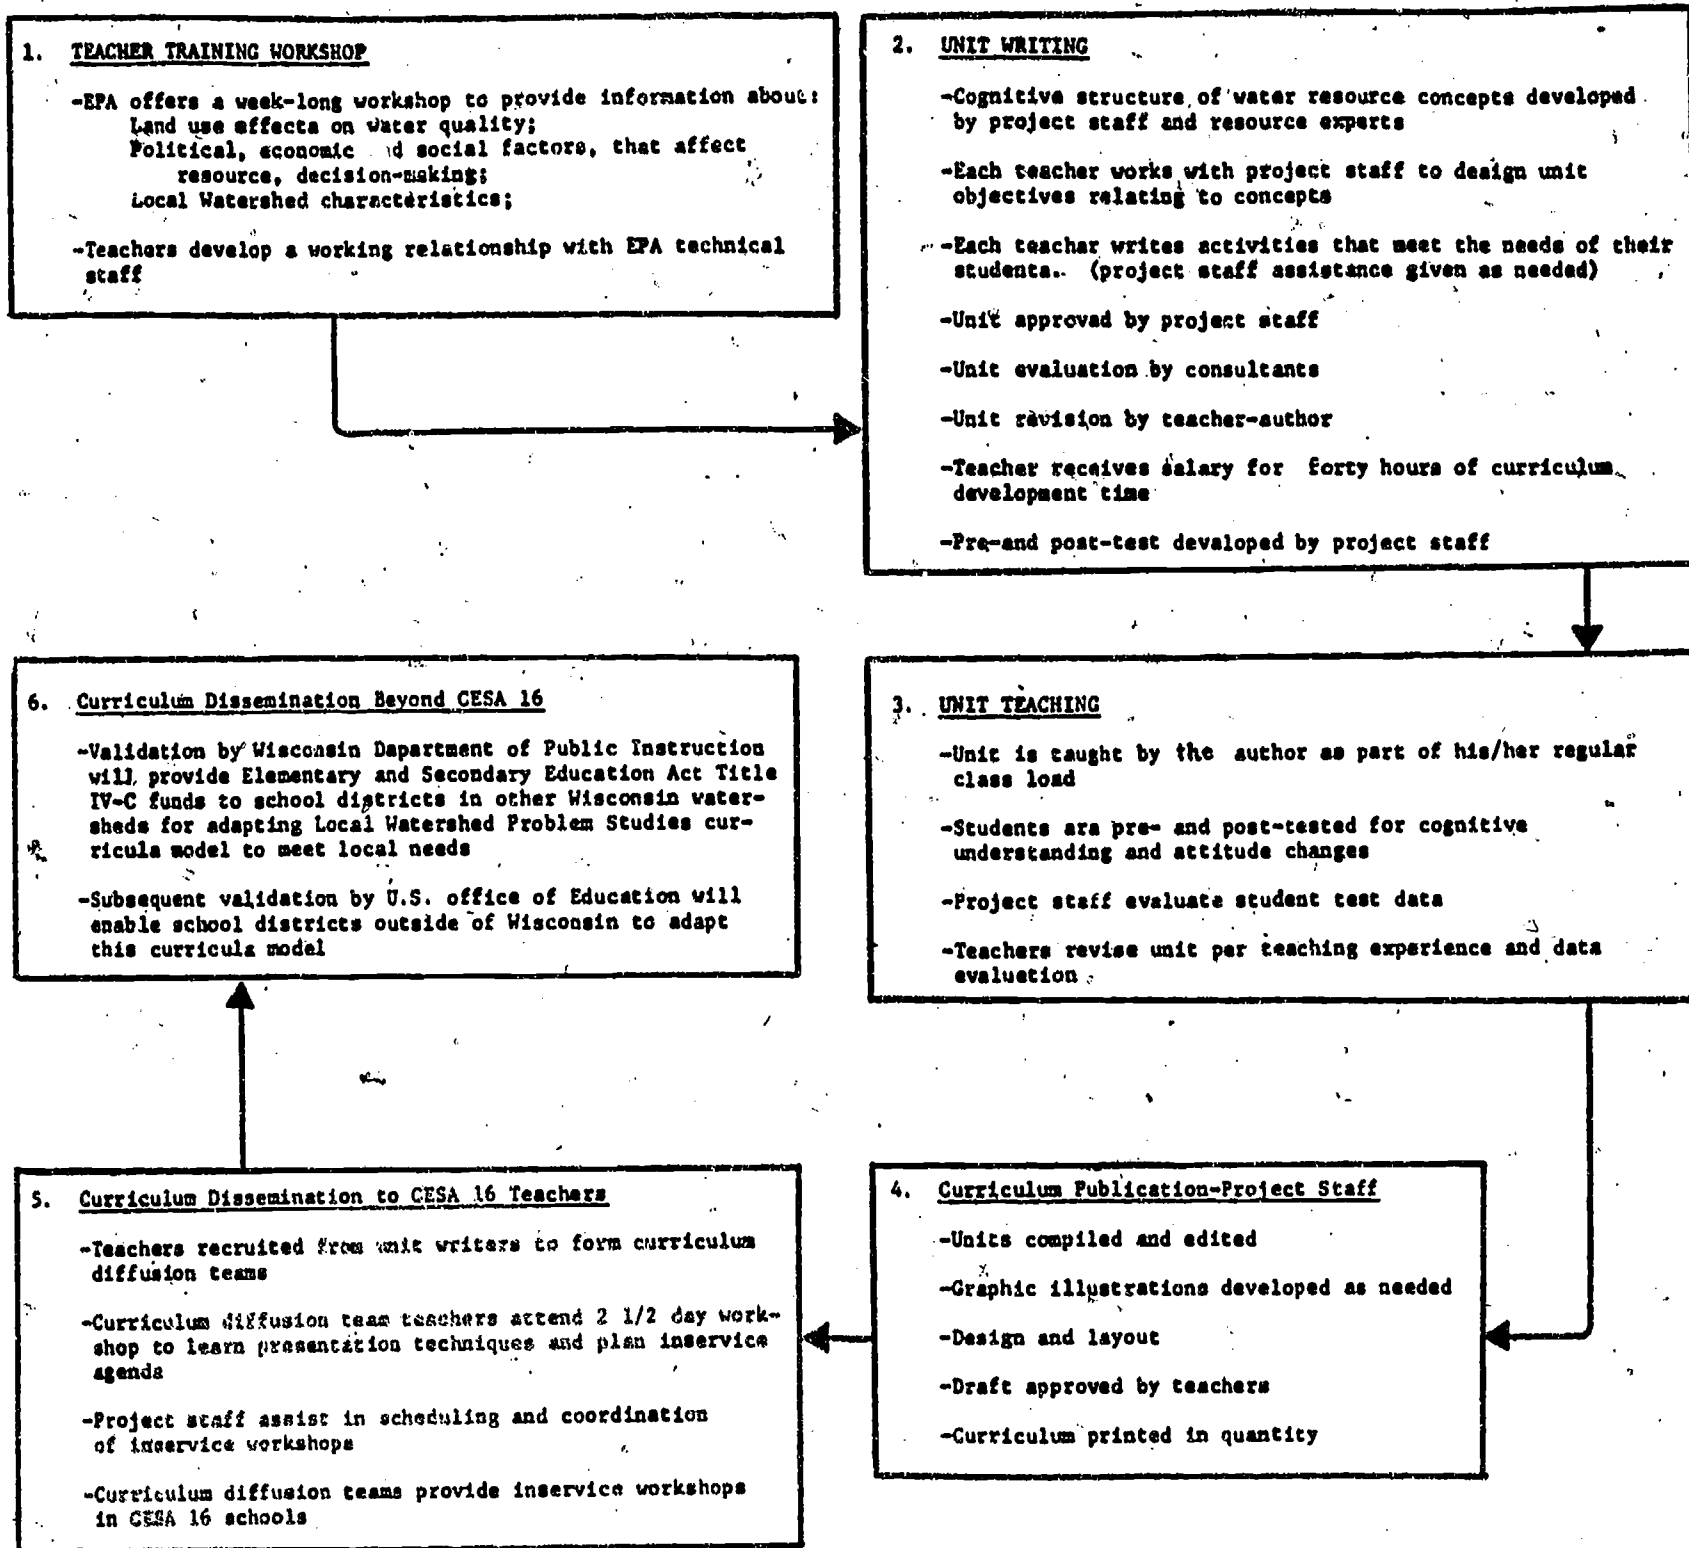 1. TEACHER TRAINING WORKSHOP
-EPA offers a week-long workshop to provide information about:
Land use effects on water quality;
Political, economic d social factors, that affect
resource, decision-making;
Local Watershed characteristics;
-Teachers develop a working relationship with EPA technical
staff
2. UNIT WRITING
-Cognitive structure of water resource concepts developed
by project staff and resource experts
-Each teacher works with project staff to design unit
objectives relating to concepts
-Each teacher writes activities that meet the needs of their
students. (project staff assistance given as needed)
-Unit approved by project staff
-Unit evaluation by consultants
-Unit revision by teacher-author
-Teacher receives salary for forty hours of curriculum
development time
-Pre-and post-test developed by project staff
3. UNIT TEACHING
-Unit is taught by the author as part of his/her regular
class load
-Students are pre- and post-tested for cognitive
understanding and attitude changes
-Project staff evaluate student test data
-Teachers revise unit per teaching experience and data
evaluation
4. Curriculum Publication-Project Staff
-Units compiled and edited
-Graphic illustrations developed as needed
-Design and layout
-Draft approved by teachers
-Curriculum printed in quantity
5. Curriculum Dissemination to CESA 16 Teachers
-Teachers recruited from unit writers to form curriculum
diffusion teams
-Curriculum diffusion team teachers attend 2 1/2 day work-
shop to learn presentation techniques and plan inservice
agenda
-Project staff assist in scheduling and coordination
of inservice workshops
-Curriculum diffusion teams provide inservice workshops
in CESA 16 schools
6. Curriculum Dissemination Beyond CESA 16
-Validation by Wisconsin Department of Public Instruction
will provide Elementary and Secondary Education Act Title
IV-C funds to school districts in other Wisconsin water-
sheds for adapting Local Watershed Problem Studies cur-
ricula model to meet local needs
-Subsequent validation by U.S. office of Education will
enable school districts outside of Wisconsin to adapt
this curricula model